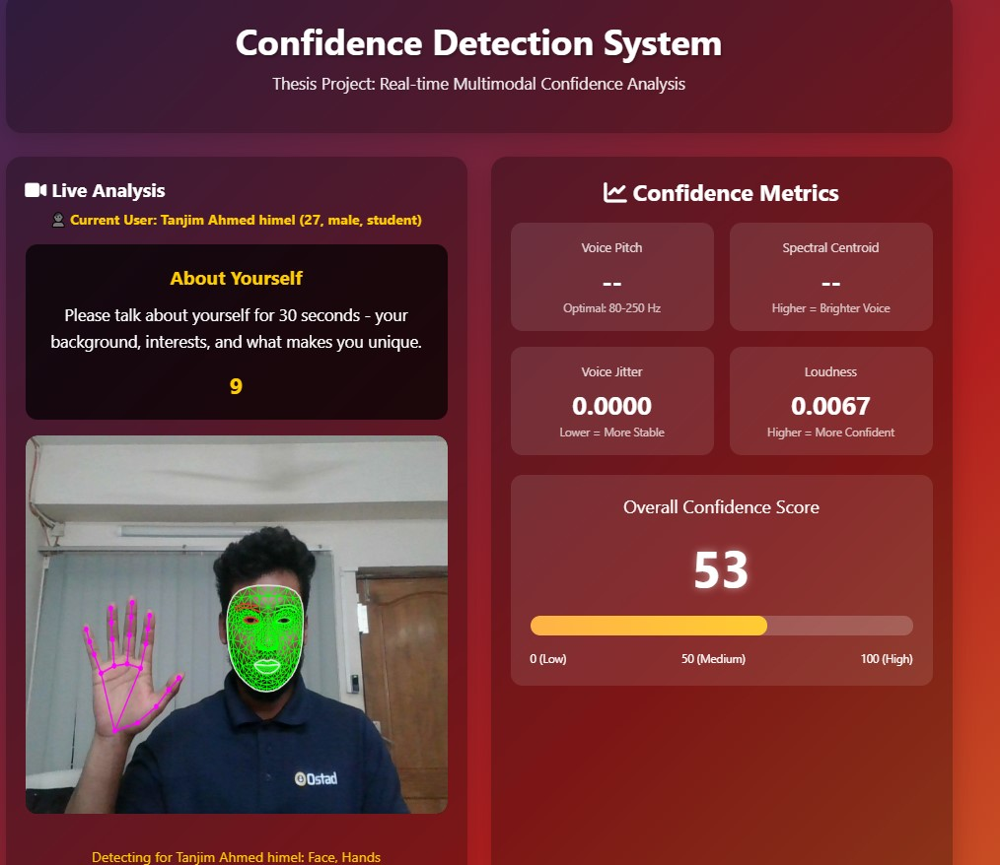 Confidence Detection System
Thesis Project: Real-time Multimodal Confidence Analysis
Live Analysis
Current User: Tanjim Ahmed himel (27, male, student)
About Yourself
Please talk about yourself for 30 seconds - your
background, interests, and what makes you unique.
9
Ostad
Detecting for Tanjim Ahmed himel: Face, Hands
Confidence Metrics
Voice Pitch
--
Optimal: 80-250 Hz
Spectral Centroid
--
Higher = Brighter Voice
Voice Jitter
0.0000
Lower = More Stable
Loudness
0.0067
Higher = More Confident
Overall Confidence Score
53
0 (Low)
50 (Medium)
100 (High)